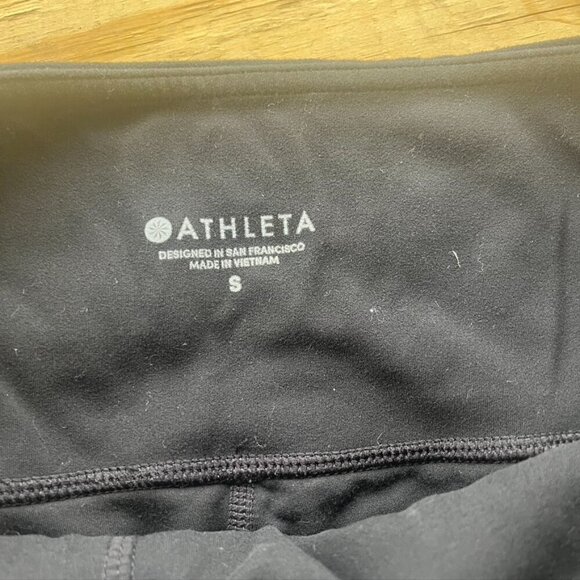 ATHLETA
DESIGNED IN SAN FRANCISCO
MADE IN VIETNAM
S